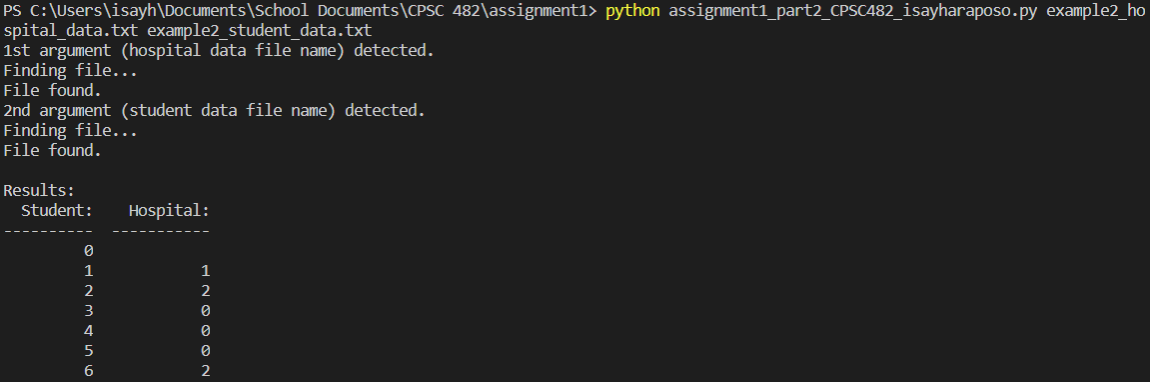 PS C:\Users\isayh\Documents\School Documents\CPSC 482\assignment1> python assignment1_part2_CPSC482_isayharaposo.py example2_ho
spital_data.txt example2_student_data.txt
1st argument (hospital data file name) detected.
Finding file...
File found.
2nd argument (student data file name) detected.
Finding file...
File found.

Results:
  Student:    Hospital:
----------  -----------
         0
         1            1
         2            2
         3            0
         4            0
         5            0
         6            2